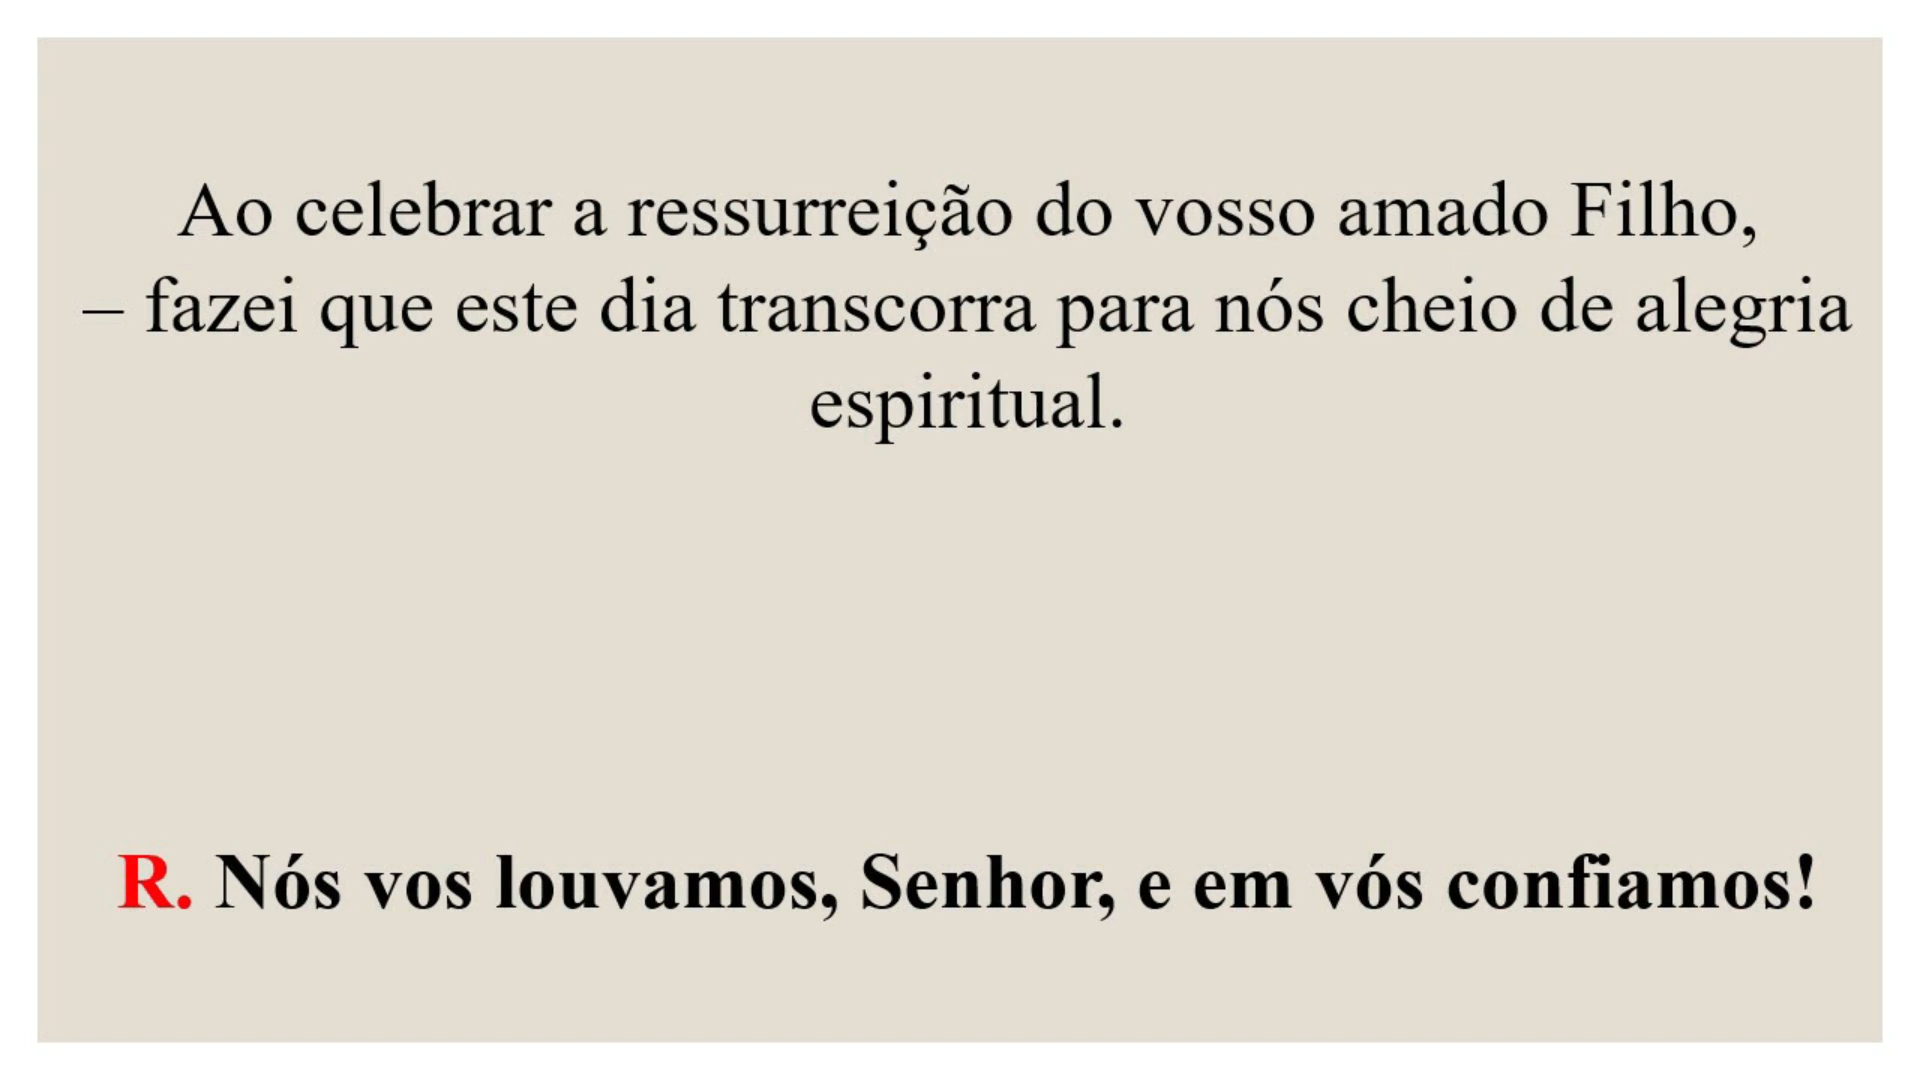 Ao celebrar a ressurreição do vosso amado Filho,
– fazei que este dia transcorra para nós cheio de alegria
espiritual.
R. Nós vos louvamos, Senhor, e em vós confiamos!